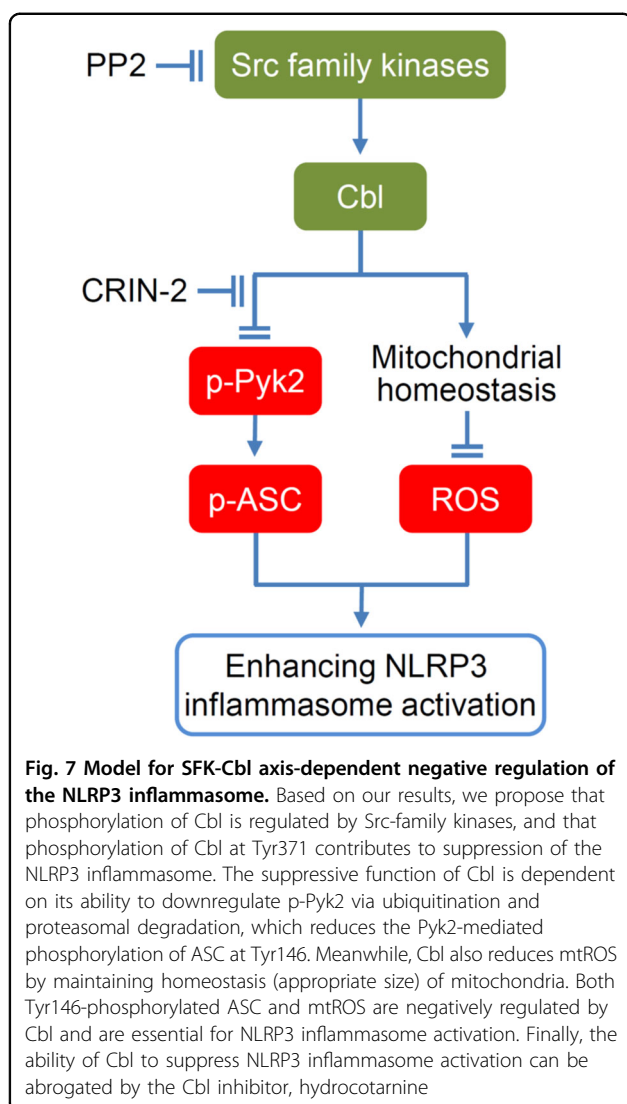 PP2
Src family kinases
Cbl
CRIN-2
p-Pyk2
Mitochondrial
homeostasis
p-ASC
ROS
Enhancing NLRP3
inflammasome activation
Fig. 7 Model for SFK-Cbl axis-dependent negative regulation of
the NLRP3 inflammasome. Based on our results, we propose that
phosphorylation of Cbl is regulated by Src-family kinases, and that
phosphorylation of Cbl at Tyr371 contributes to suppression of the
NLRP3 inflammasome. The suppressive function of Cbl is dependent
on its ability to downregulate p-Pyk2 via ubiquitination and
proteasomal degradation, which reduces the Pyk2-mediated
phosphorylation of ASC at Tyr146. Meanwhile, Cbl also reduces mtROS
by maintaining homeostasis (appropriate size) of mitochondria. Both
Tyr146-phosphorylated ASC and mtROS are negatively regulated by
Cbl and are essential for NLRP3 inflammasome activation. Finally, the
ability of Cbl to suppress NLRP3 inflammasome activation can be
abrogated by the Cbl inhibitor, hydrocotarnine